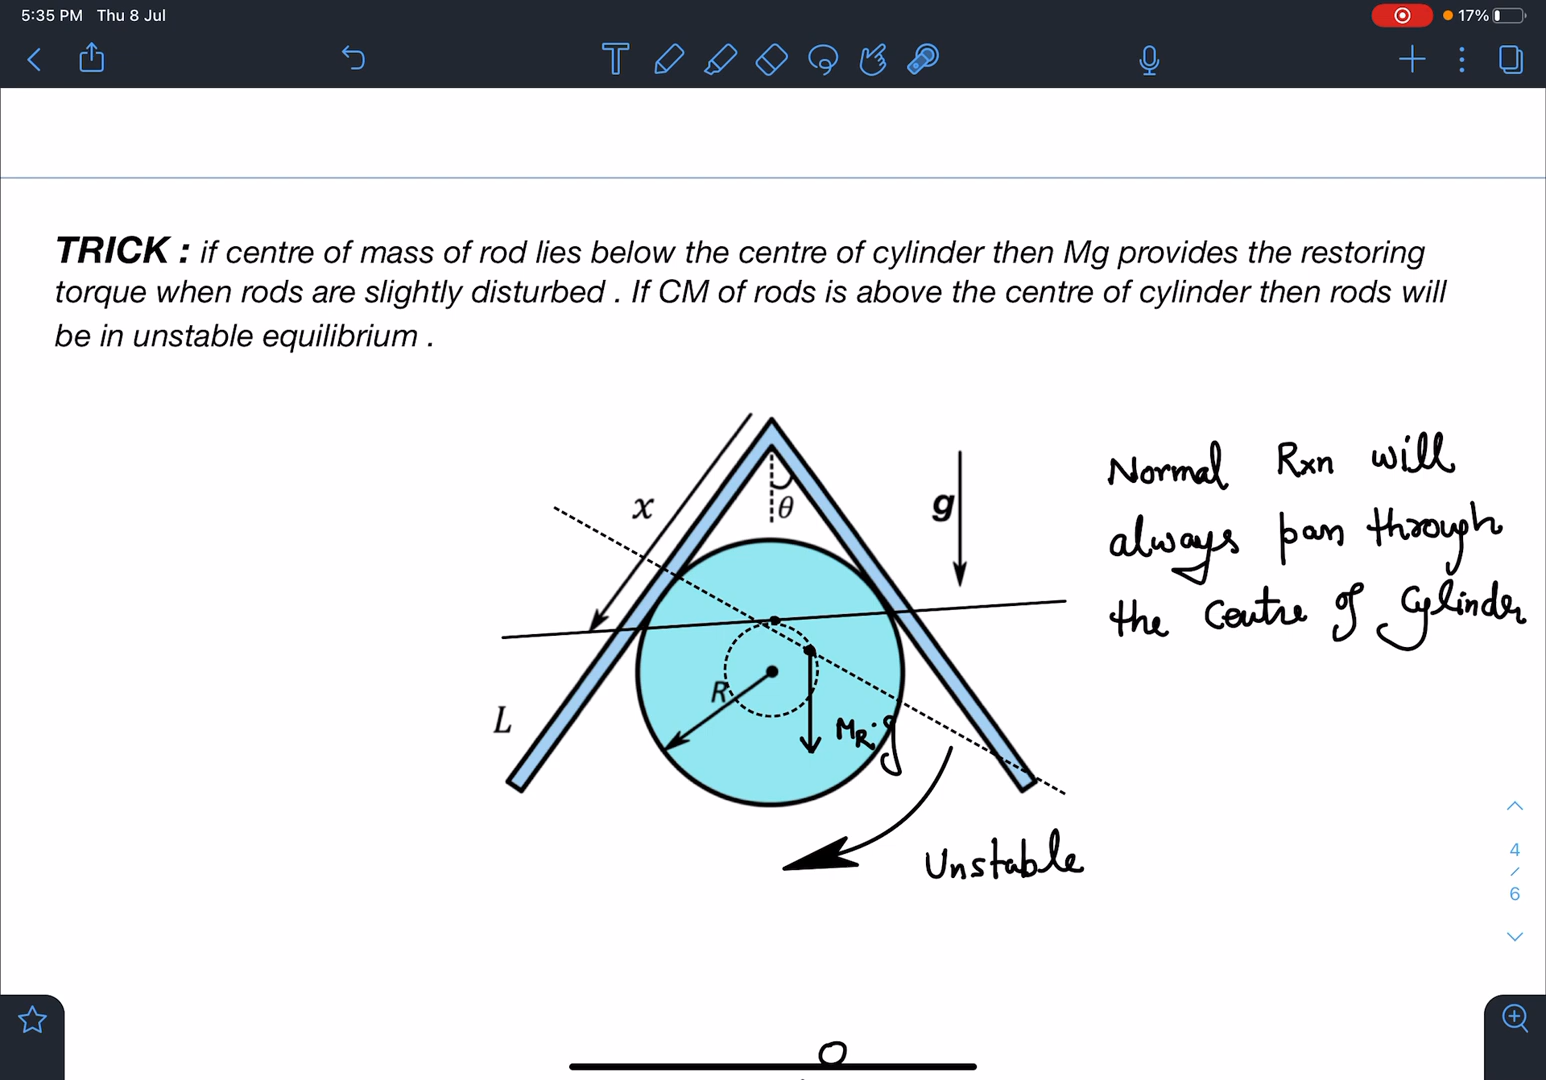 5:35 PM Thu 8 Jul
17%
TRICK : if centre of mass of rod lies below the centre of cylinder then Mg provides the restoring
torque when rods are slightly disturbed . If CM of rods is above the centre of cylinder then rods will
be in unstable equilibrium .
x
θ
g
Normal Rxn will
always pass through
the Centre of Cylinder
R
L
MR.g
Unstable
4
/
6